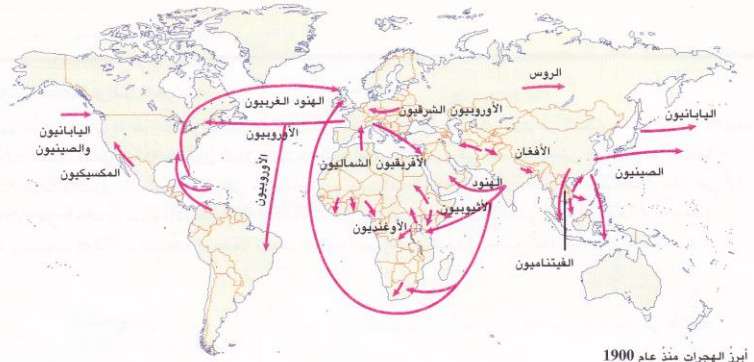 الروس
اليابانيون
الهنود الغربيون
الأوروبيون الشرقيون
الأوروبيون
اليابانيون
والصينيون
المكسيكيون
الأوروبيون
الأفريقيون الشماليون
الأفغان
الصينيون
الهنود
الأثيوبيون
الأوغنديون
الفيتناميون
أبرز الهجرات منذُ عام 1900